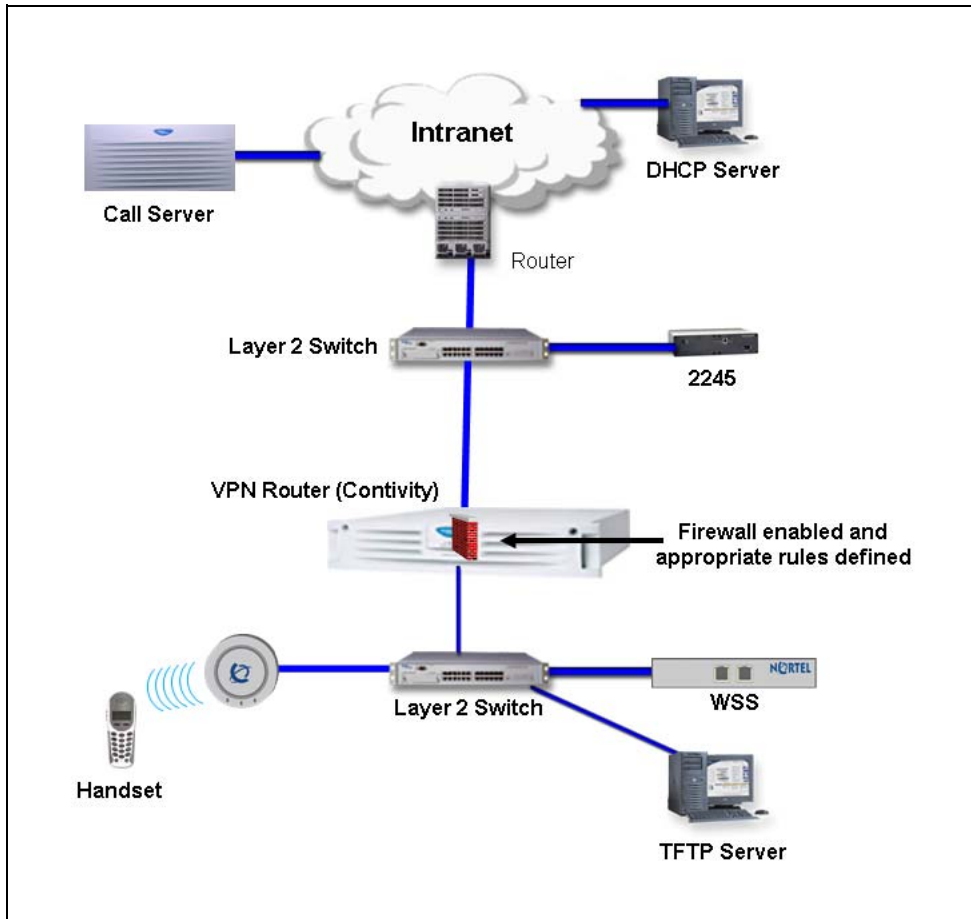 Intranet
DHCP Server
Call Server
Router
Layer 2 Switch
2245
VPN Router (Contivity)
Firewall enabled and
appropriate rules defined
NORTEL
WSS
Layer 2 Switch
Handset
TFTP Server